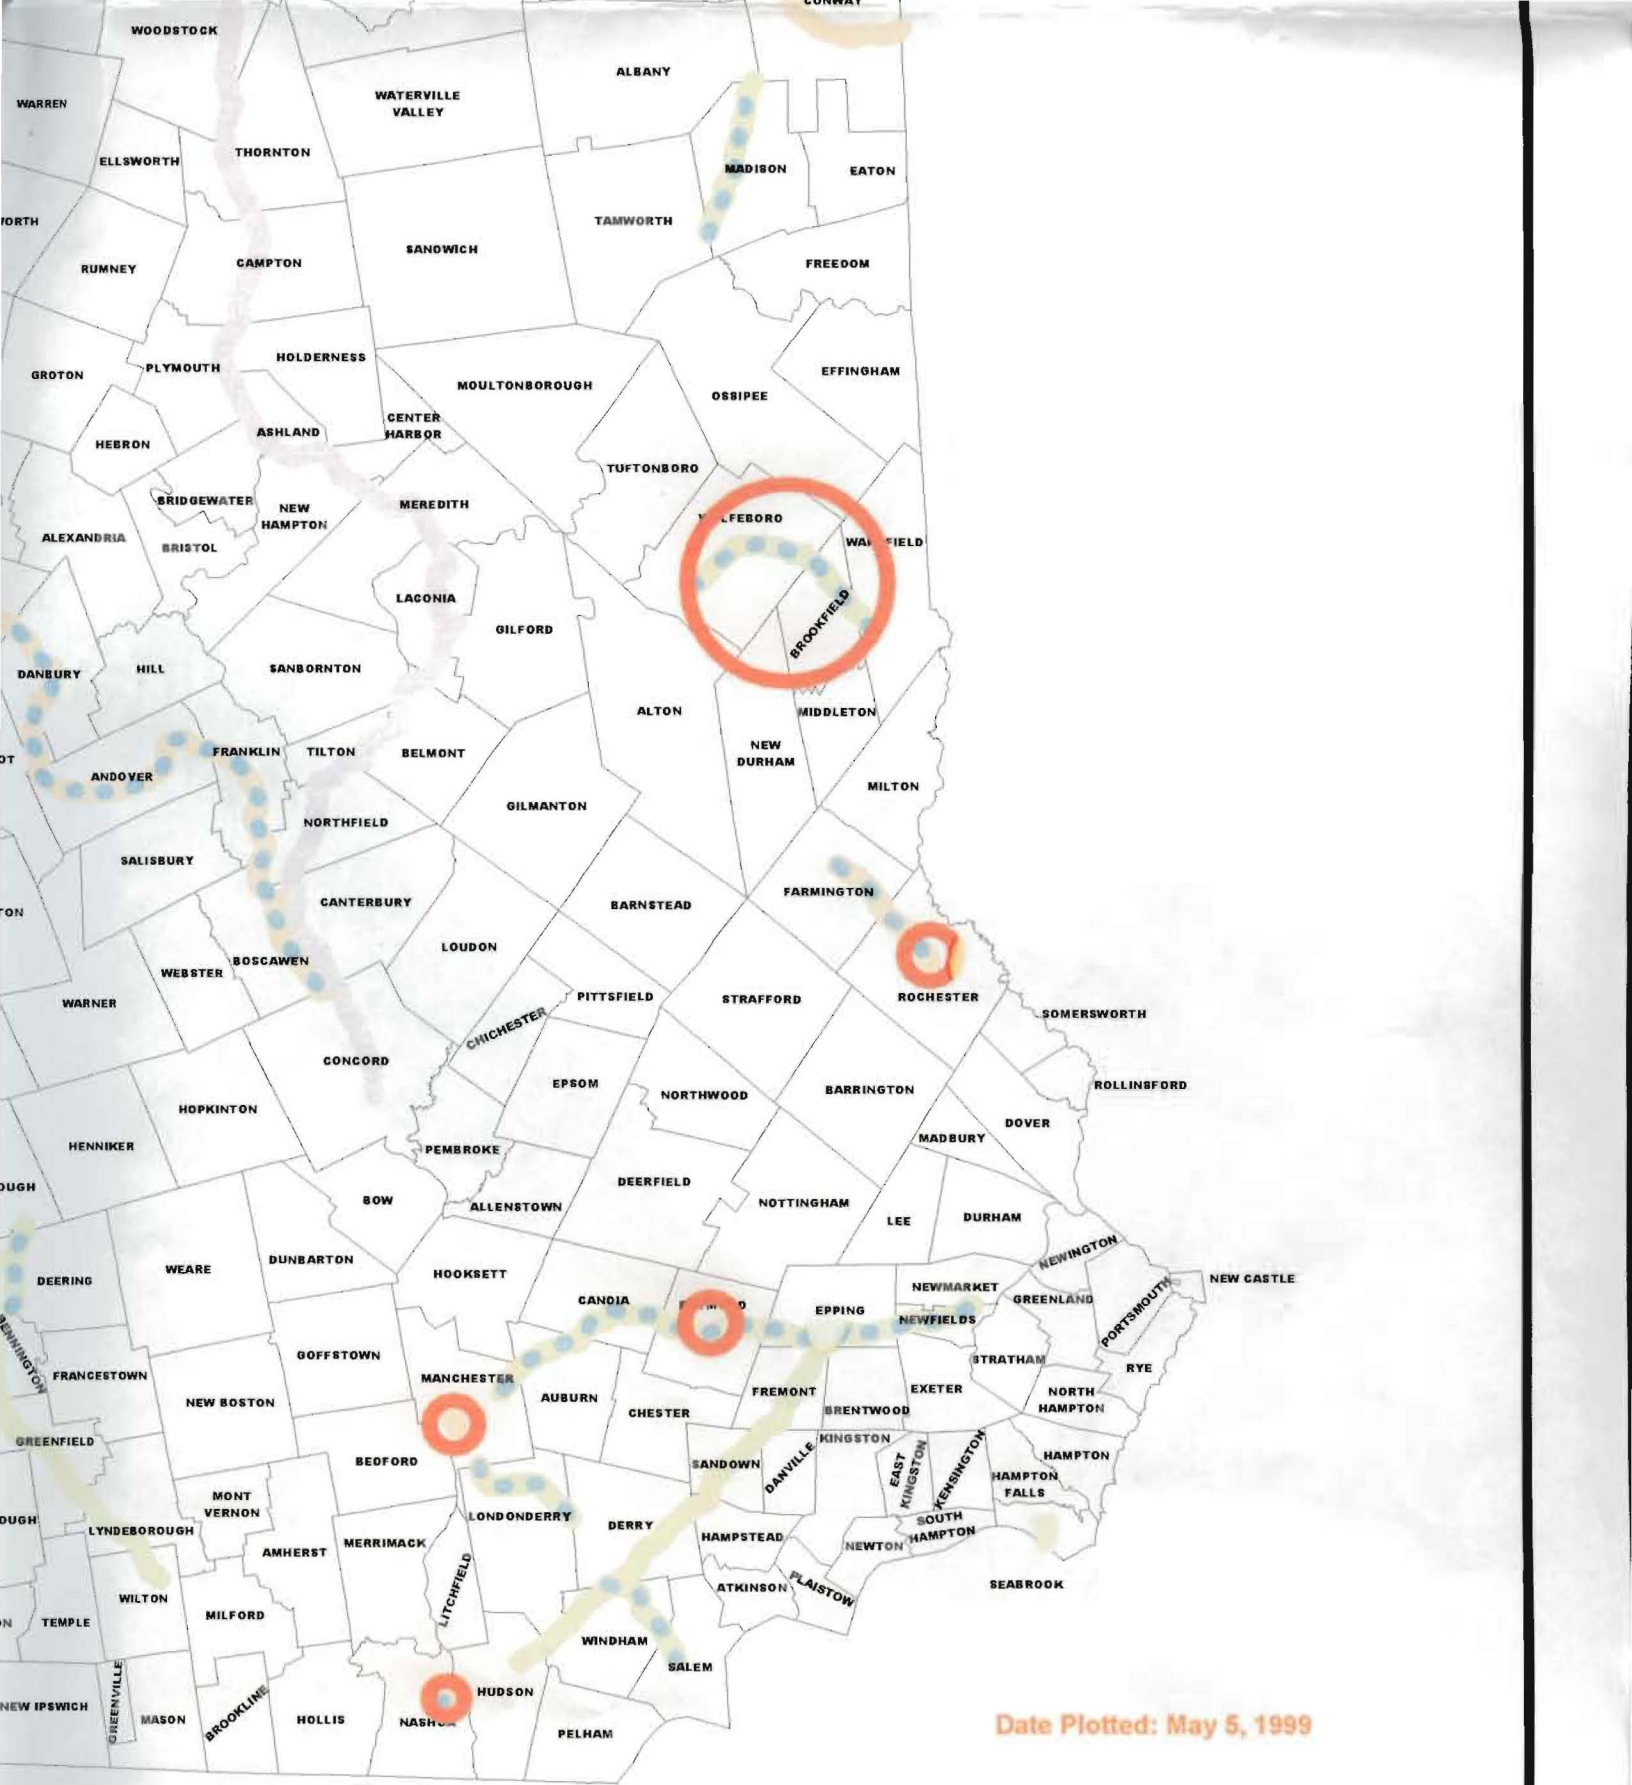 CONWAY
WOODSTOCK
ALBANY
WATERVILLE
VALLEY
WARREN
THORNTON
ELLSWORTH
MADISON
EATON
TAMWORTH
SANDWICH
CAMPTON
RUMNEY
FREEDOM
HOLDERNESS
PLYMOUTH
GROTON
EFFINGHAM
MOULTONBOROUGH
OSSIPEE
CENTER
HARBOR
ASHLAND
HEBRON
TUFTONBORO
BRIDGEWATER
NEW
HAMPTON
MEREDITH
ALEXANDRIA
BRISTOL
LACONIA
BROOKFIELD
GILFORD
DANBURY
HILL
SANBORNTON
ALTON
MIDDLETON
NEW
DURHAM
FRANKLIN
TILTON
BELMONT
ANDOVER
MILTON
GILMANTON
NORTHFIELD
SALISBURY
FARMINGTON
CANTERBURY
BARNSTEAD
LOUDON
BOSCAWEN
WEBSTER
WARNER
PITTSFIELD
STRAFFORD
ROCHESTER
SOMERSWORTH
CHICHESTER
CONCORD
EPSOM
ROLLINSFORD
NORTHWOOD
BARRINGTON
HOPKINTON
DOVER
MADBURY
HENNIKER
PEMBROKE
DEERFIELD
BOW
ALLENSTOWN
NOTTINGHAM
LEE
DURHAM
NEWINGTON
DUNBARTON
WEARE
HOOKSETT
DEERING
NEW CASTLE
NEWMARKET
GREENLAND
CANDIA
EPPING
NEWFIELDS
PORTSMOUTH
BENNINGTON
GOFFSTOWN
STRATHAM
RYE
FRANCESTOWN
MANCHESTER
NEW BOSTON
AUBURN
FREMONT
EXETER
NORTH
HAMPTON
CHESTER
BRENTWOOD
KINGSTON
GREENFIELD
BEDFORD
SANDOWN
DANVILLE
EAST
KINGSTON
KENSINGTON
HAMPTON
HAMPTON
FALLS
MONT
VERNON
LONDONDERRY
DERRY
SOUTH
HAMPTON
LYNDEBOROUGH
HAMPSTEAD
NEWTON
MERRIMACK
AMHERST
LITCHFIELD
ATKINSON
PLAISTOW
SEABROOK
WILTON
TEMPLE
MILFORD
WINDHAM
SALEM
HUDSON
NEW IPSWICH
GREENVILLE
MASON
BROOKLINE
HOLLIS
NASHUA
PELHAM
Date Plotted: May 5, 1999